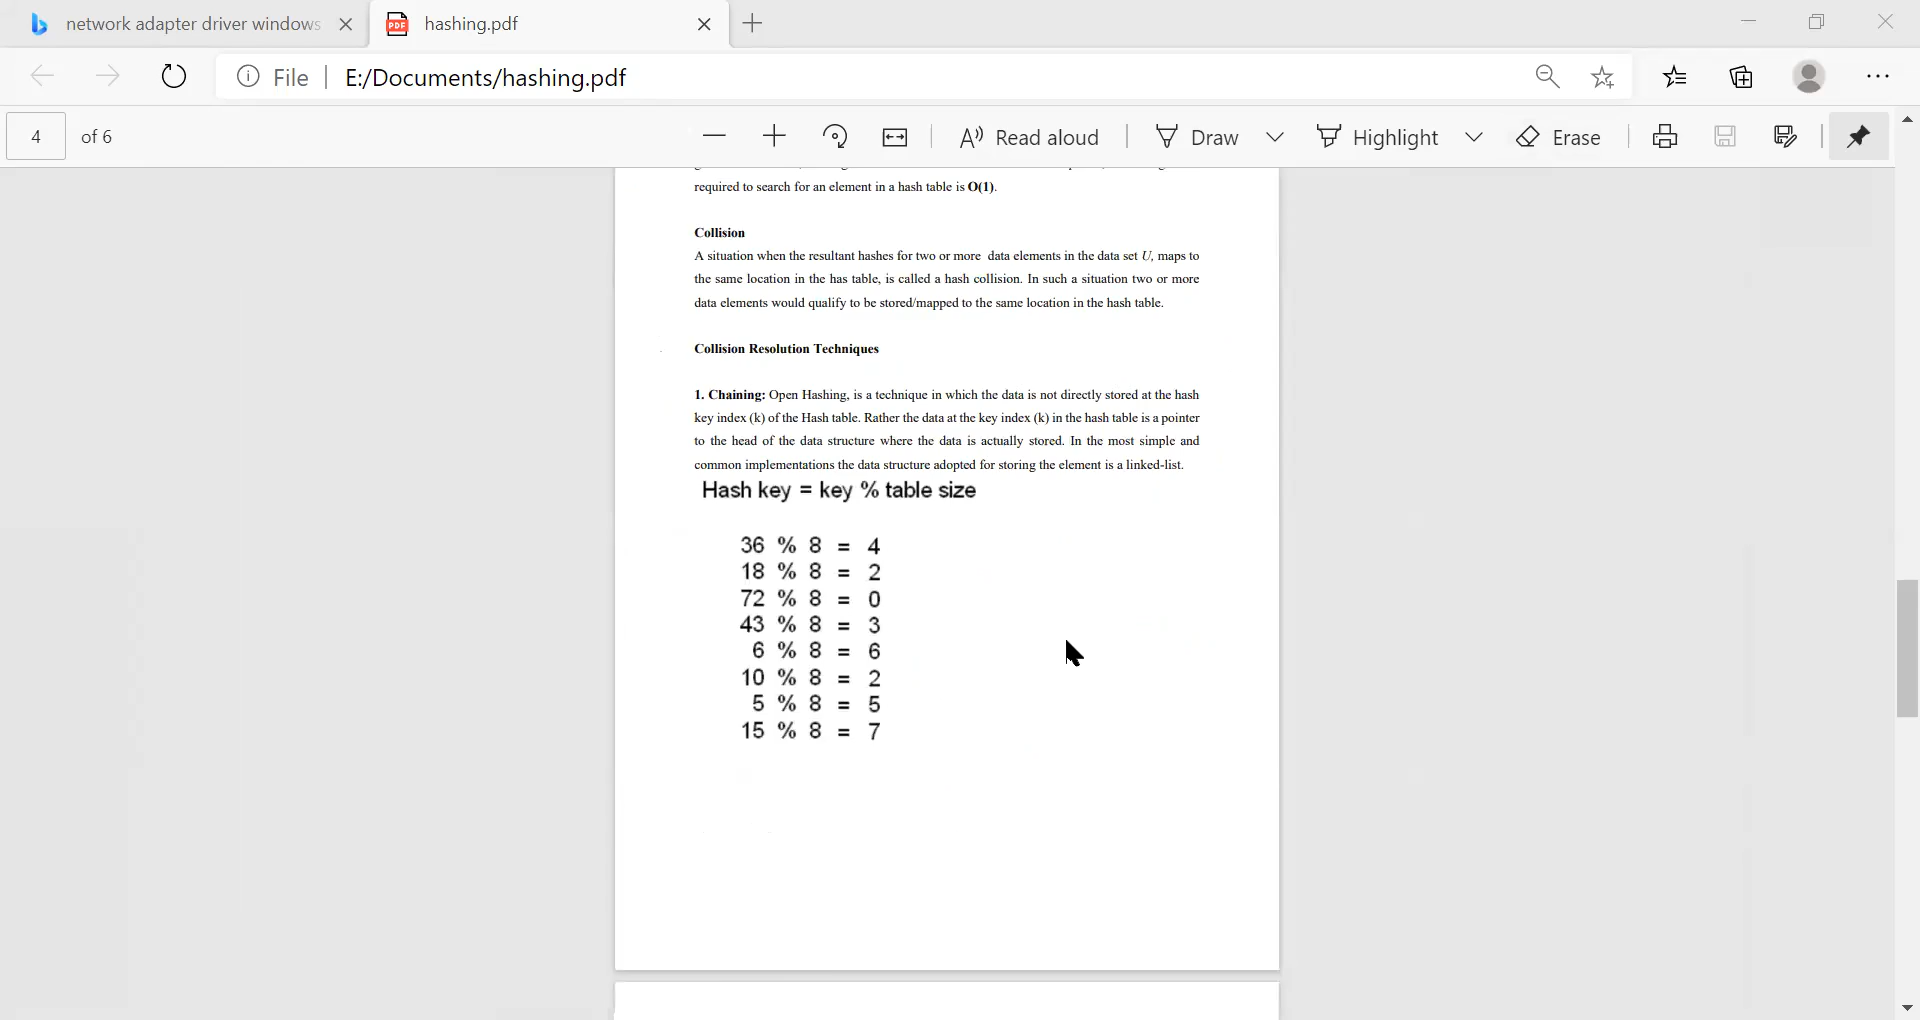 network adapter driver windows
hashing.pdf
File
E:/Documents/hashing.pdf
4 of 6
Read aloud
Draw
Highlight
Erase
required to search for an element in a hash table is O(1).
Collision
A situation when the resultant hashes for two or more data elements in the data set U, maps to
the same location in the has table, is called a hash collision. In such a situation two or more
data elements would qualify to be stored/mapped to the same location in the hash table.
Collision Resolution Techniques
1. Chaining: Open Hashing, is a technique in which the data is not directly stored at the hash
key index (k) of the Hash table. Rather the data at the key index (k) in the hash table is a pointer
to the head of the data structure where the data is actually stored. In the most simple and
common implementations the data structure adopted for storing the element is a linked-list.
Hash key = key % table size
36 % 8 = 4
18 % 8 = 2
72 % 8 = 0
43 % 8 = 3
6 % 8 = 6
10 % 8 = 2
5 % 8 = 5
15 % 8 = 7